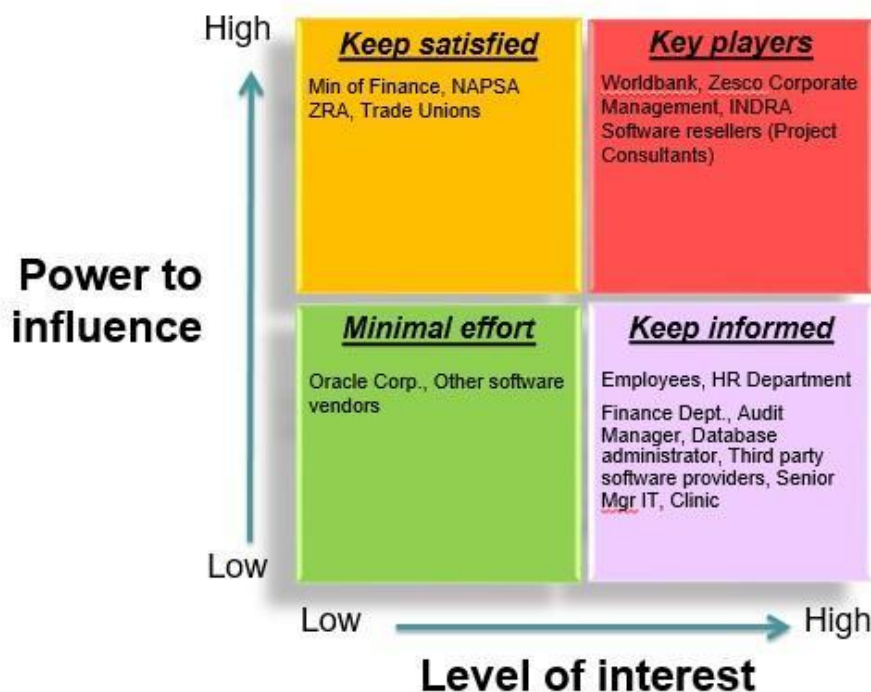 High
Keep satisfied
Min of Finance, NAPSA
ZRA, Trade Unions
Key players
Worldbank, Zesco Corporate
Management, INDRA
Software resellers (Project
Consultants)
Power to
influence
Minimal effort
Oracle Corp., Other software
vendors
Keep informed
Employees, HR Department
Finance Dept., Audit
Manager, Database
administrator, Third party
software providers, Senior
Mgr IT, Clinic
Low
Low
High
Level of interest